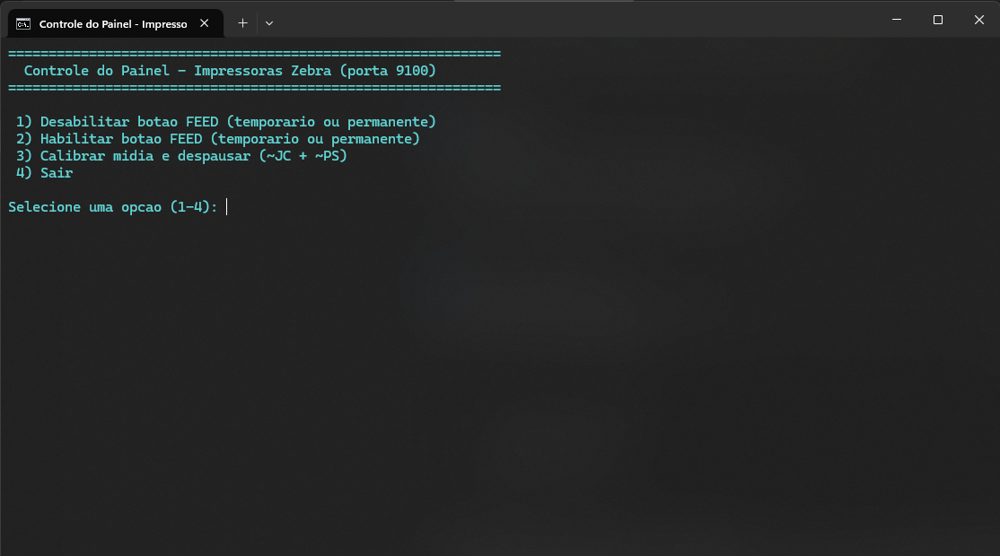 Controle do Painel - Impresso
=============================================================
Controle do Painel - Impressoras Zebra (porta 9100)
=============================================================
1) Desabilitar botao FEED (temporario ou permanente)
2) Habilitar botao FEED (temporario ou permanente)
3) Calibrar midia e despausar (~JC + ~PS)
4) Sair
Selecione uma opcao (1-4):